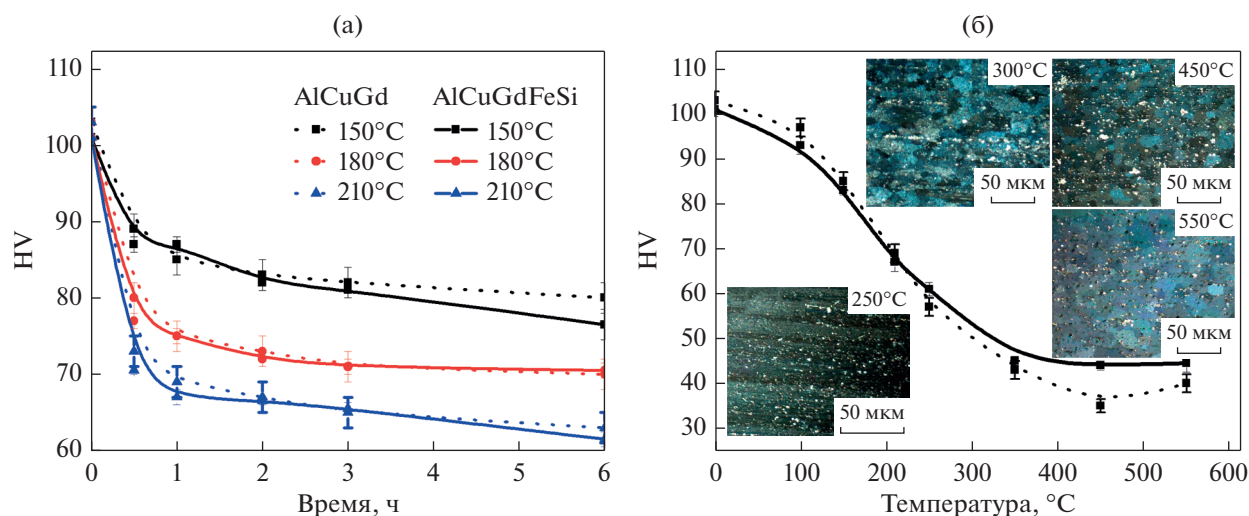 (а)
110
100
90
80
70
60
0
1
2
3
4
5
6
HV
Время, ч
AlCuGd AlCuGdFeSi
150°C 150°C
180°C 180°C
210°C 210°C
(б)
110
100
90
80
70
60
50
40
30
0
100
200
300
400
500
600
HV
Температура, °C
300°C
50 мкм
450°C
50 мкм
550°C
50 мкм
250°C
50 мкм